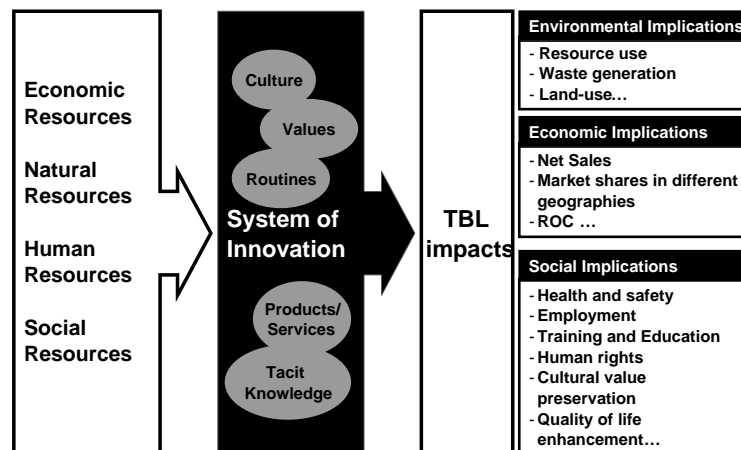 Economic
Resources
Natural
Resources
Human
Resources
Social
Resources
Culture
Values
Routines
System of
Innovation
Products/
Services
Tacit
Knowledge
TBL
impacts
Environmental Implications
- Resource use
- Waste generation
- Land-use…
Economic Implications
- Net Sales
- Market shares in different
geographies
- ROC …
Social Implications
- Health and safety
- Employment
- Training and Education
- Human rights
- Cultural value
preservation
- Quality of life
enhancement…